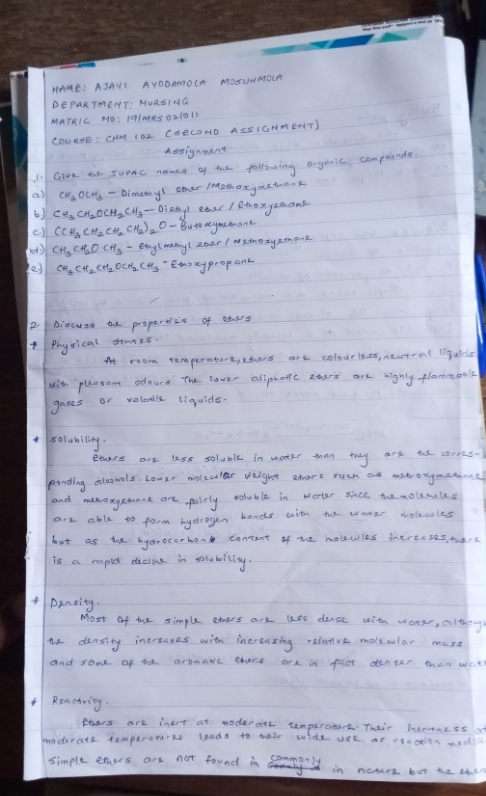 NAME: AJAYI AYODAMOLA MOSUNMOLA
DEPARTMENT: NURSING
MATRIC NO: 19/MHS02/011
COURSE: CHM 102 (SECOND ASSIGNMENT)
Assignment
1. Give the IUPAC names of the following organic compounds.
a) CH3OCH3 - Dimethyl ether / Methoxymethane
b) CH3CH2OCH2CH3 - Diethyl ether / Ethoxyethane
c) (CH3CH2CH2CH2)2O - Butoxybutane
d) CH3CH2OCH3 - Ethylmethyl ether / Methoxyethane
e) CH3CH2CH2OCH2CH3 - Ethoxypropane
2. Discuss the properties of ethers
* Physical states.
At room temperature, ethers are colourless, neutral liquids
with pleasant odours. The lower aliphatic ethers are highly flammable
gases or volatile liquids.
* Solubility.
Ethers are less soluble in water than they are the corres-
ponding alcohols. Lower molecular weight ethers such as methoxymethane
and methoxyethane are fairly soluble in water since the molecules
are able to form hydrogen bonds with the water molecules
but as the hydrocarbon content of the molecules increases, there
is a rapid decline in solubility.
* Density.
Most of the simple ethers are less dense with water, althoug
the density increases with increasing relative molecular mass
and some of the aromatic ethers are in fact denser than wat
* Reactivity.
Ethers are inert at moderate temperature. Their inertness at
moderate temperatures leads to their wide use as reaction media
Simple ethers are not found in commonly in nature but the ether